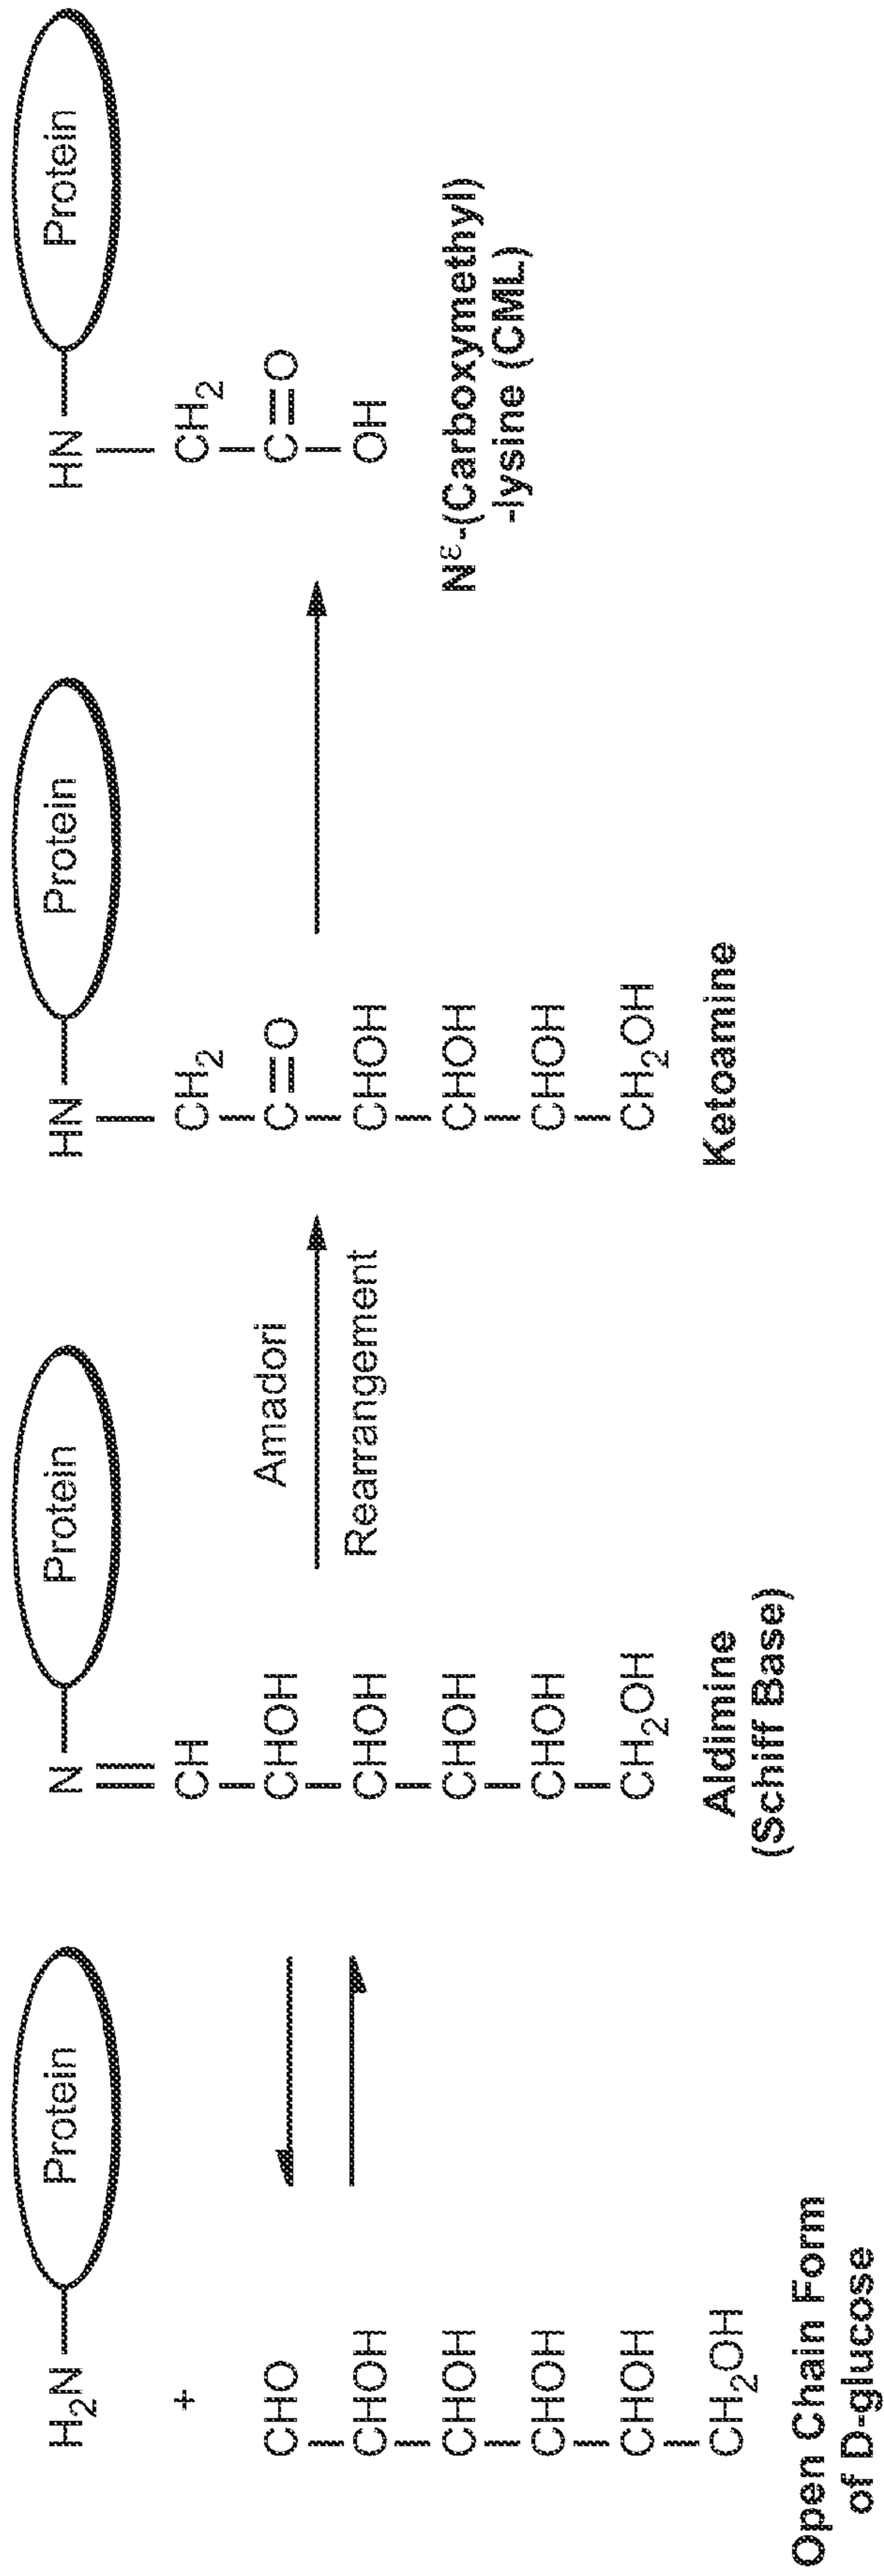 H2N
Protein
+
CHO
CHOH
CHOH
CHOH
CHOH
CH2OH
Open Chain Form
of D-glucose
N
Protein
CH
CHOH
CHOH
CHOH
CHOH
CH2OH
Aldimine
(Schiff Base)
Amadori
Rearrangement
HN
Protein
CH2
C=O
CHOH
CHOH
CHOH
CH2OH
Ketoamine
HN
Protein
CH2
C=O
OH
Nε-(Carboxymethyl)
-lysine (CML)